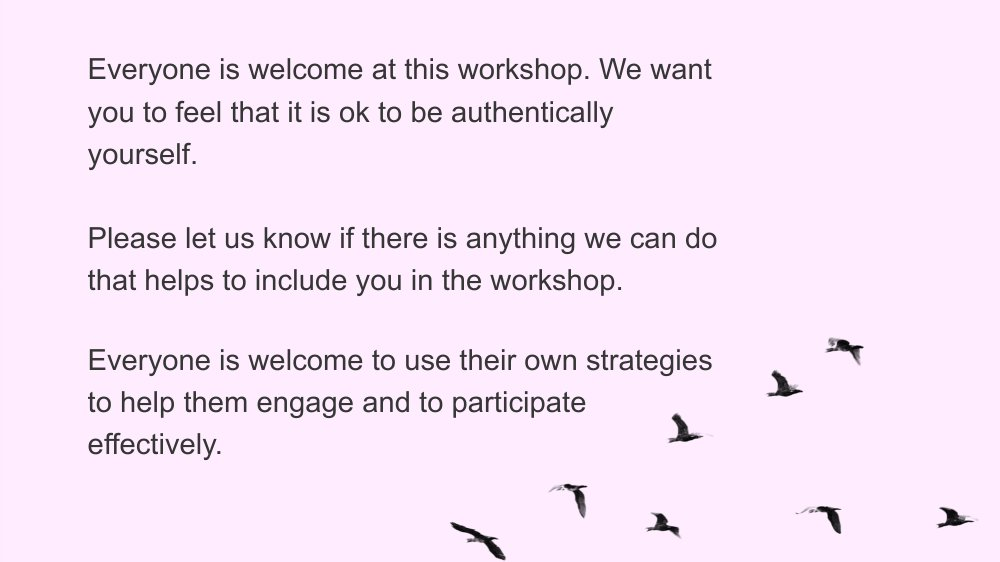 Everyone is welcome at this workshop. We want
you to feel that it is ok to be authentically
yourself.
Please let us know if there is anything we can do
that helps to include you in the workshop.
Everyone is welcome to use their own strategies
to help them engage and to participate
effectively.